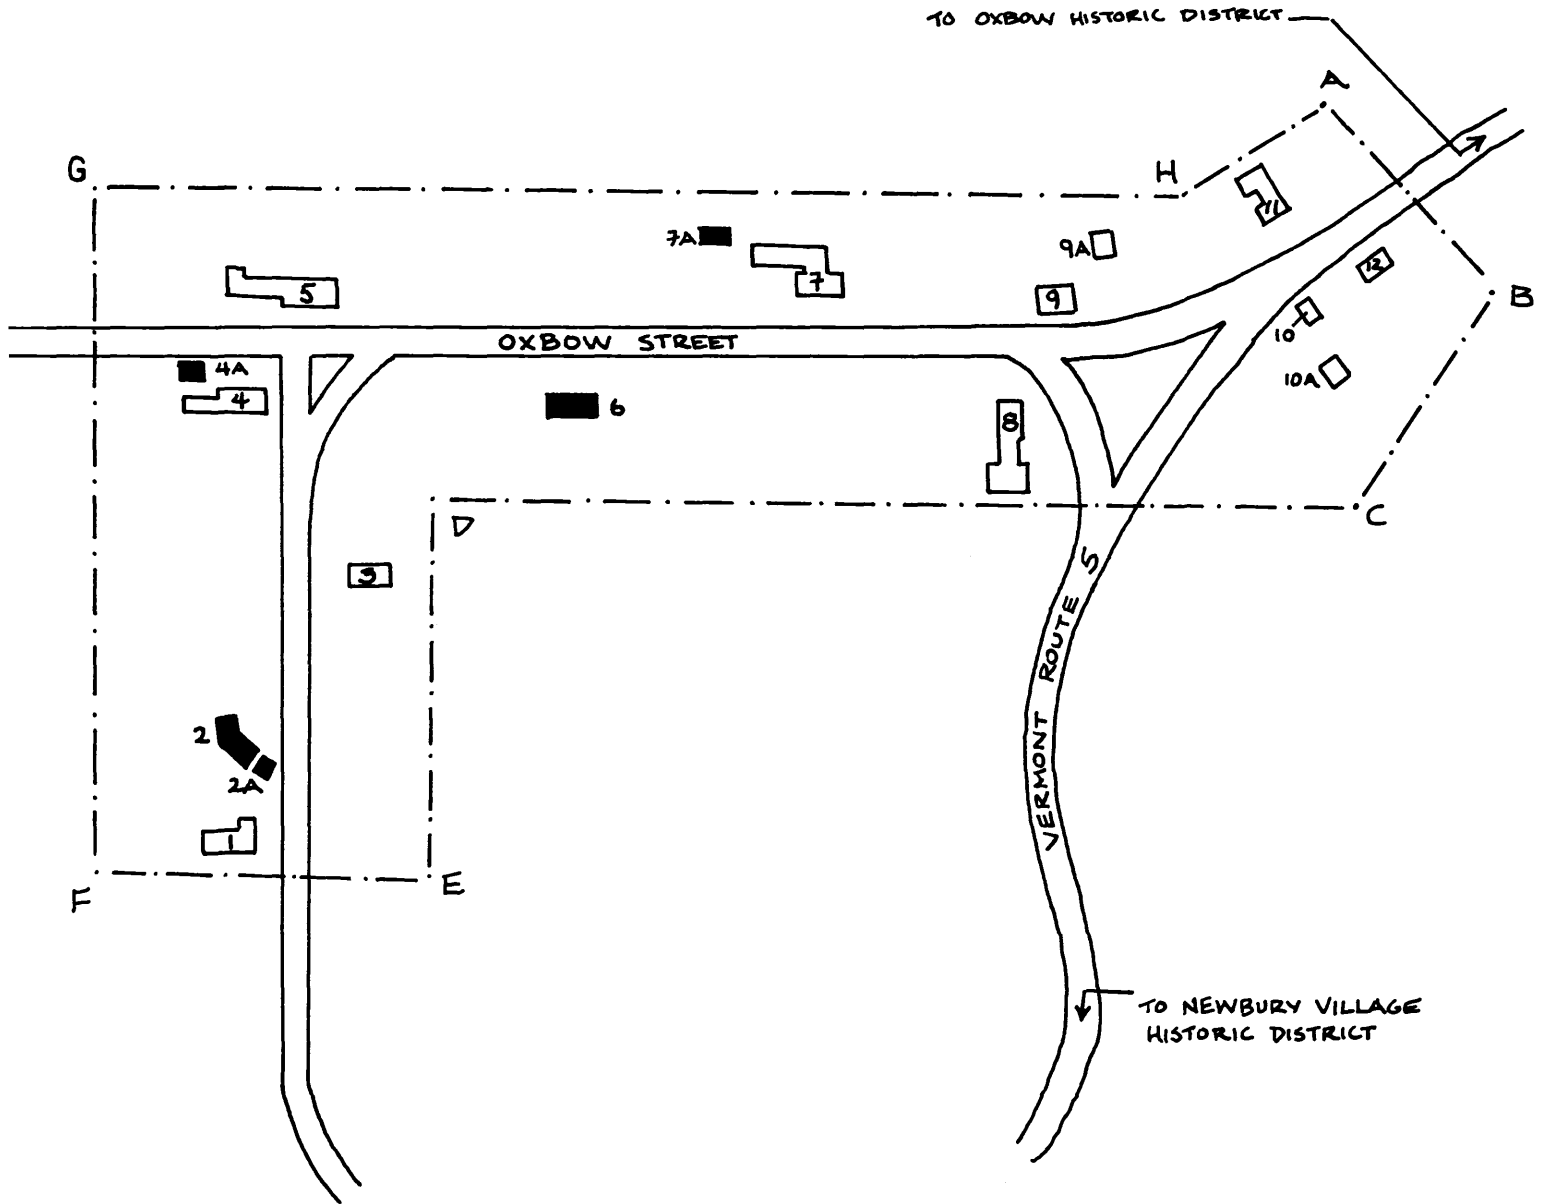 TO OXBOW HISTORIC DISTRICT
A
G
H
11
7A
9A
12
5
7
9
B
10
OXBOW STREET
4A
10A
4
6
8
D
C
3
VERMONT ROUTE 5
2
2A
1
F
E
TO NEWBURY VILLAGE
HISTORIC DISTRICT